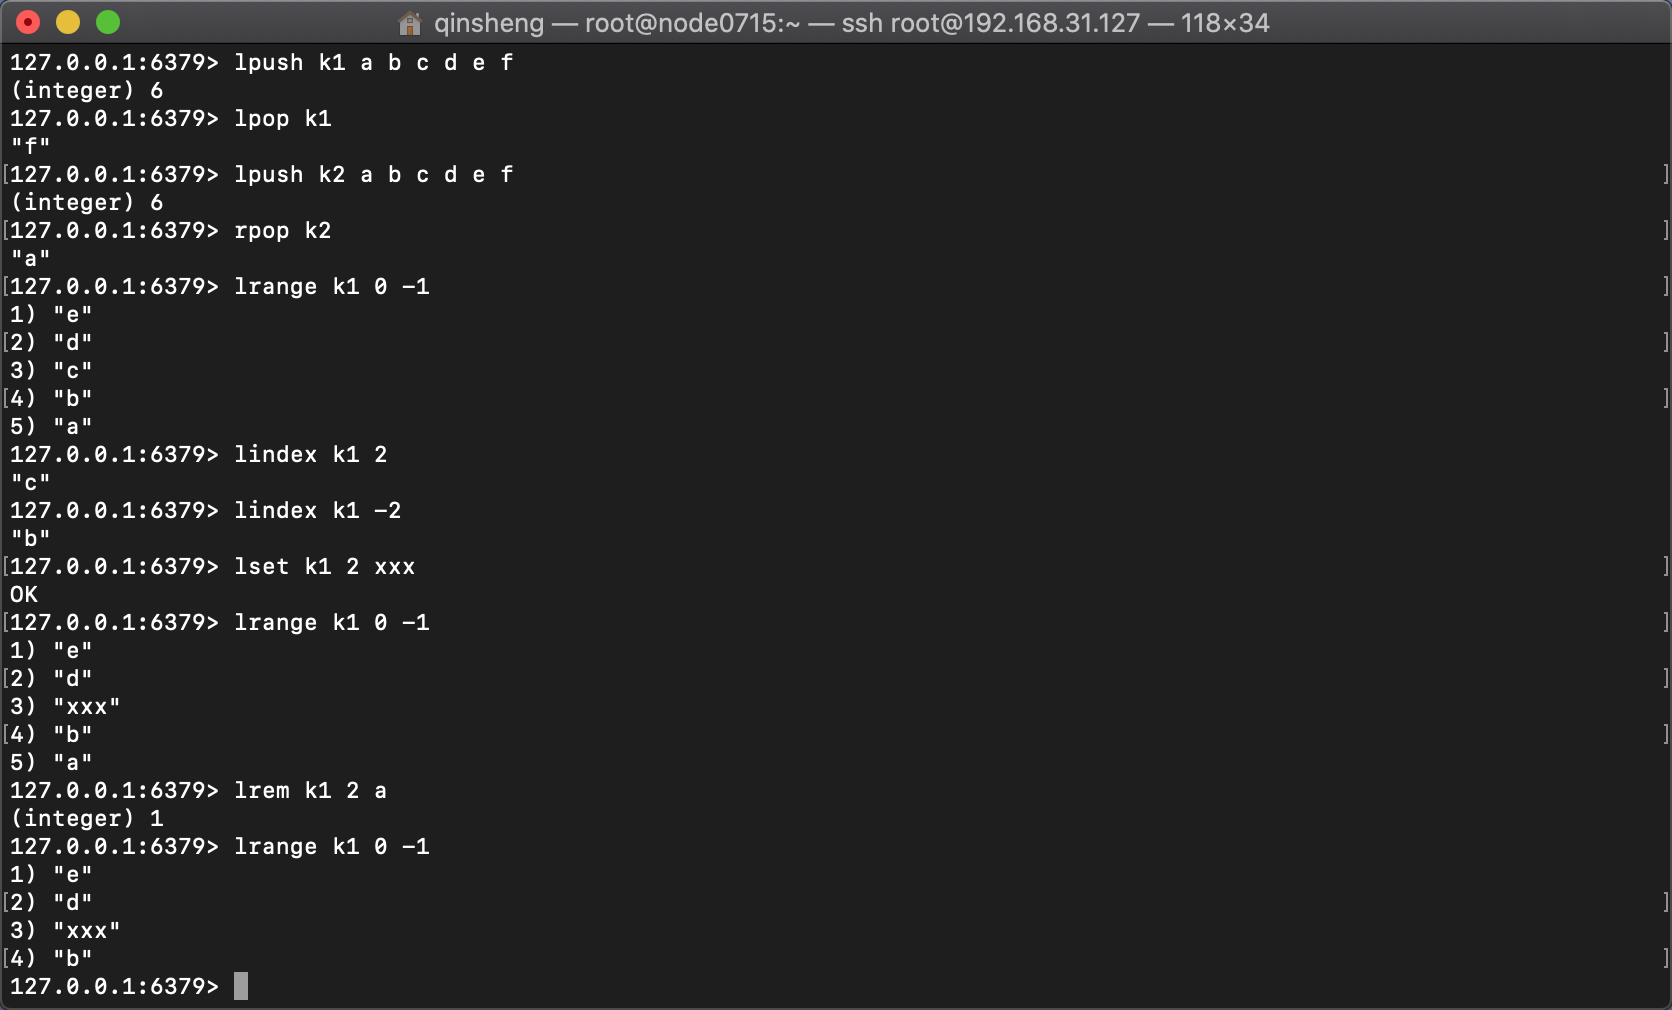 qinsheng — root@node0715:~ — ssh root@192.168.31.127 — 118×34
127.0.0.1:6379> lpush k1 a b c d e f
(integer) 6
127.0.0.1:6379> lpop k1
"f"
[127.0.0.1:6379> lpush k2 a b c d e f ]
(integer) 6
[127.0.0.1:6379> rpop k2 ]
"a"
[127.0.0.1:6379> lrange k1 0 -1 ]
1) "e"
[2) "d" ]
3) "c"
[4) "b" ]
5) "a"
127.0.0.1:6379> lindex k1 2
"c"
127.0.0.1:6379> lindex k1 -2
"b"
[127.0.0.1:6379> lset k1 2 xxx ]
OK
[127.0.0.1:6379> lrange k1 0 -1 ]
1) "e"
[2) "d" ]
3) "xxx"
[4) "b" ]
5) "a"
127.0.0.1:6379> lrem k1 2 a
(integer) 1
127.0.0.1:6379> lrange k1 0 -1
1) "e"
[2) "d" ]
3) "xxx"
[4) "b" ]
127.0.0.1:6379>